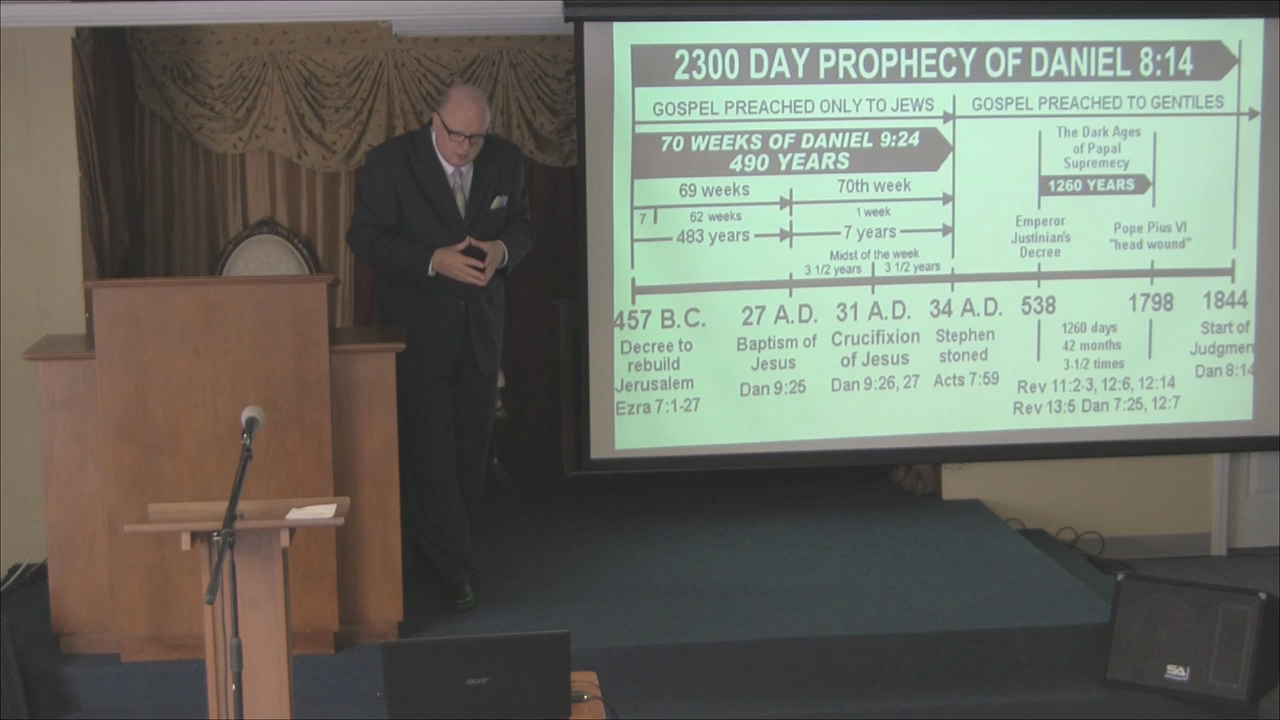 2300 DAY PROPHECY OF DANIEL 8:14
GOSPEL PREACHED ONLY TO JEWS
GOSPEL PREACHED TO GENTILES
70 WEEKS OF DANIEL 9:24
490 YEARS
The Dark Ages
of Papal
Supremecy
1260 YEARS
69 weeks
70th week
7
62 weeks
1 week
483 years
7 years
Emperor
Justinian's
Decree
Pope Pius VI
"head wound"
Midst of the week
3 1/2 years
3 1/2 years
457 B.C.
Decree to
rebuild
Jerusalem
Ezra 7:1-27
27 A.D.
Baptism of
Jesus
Dan 9:25
31 A.D.
Crucifixion
of Jesus
Dan 9:26, 27
34 A.D.
Stephen
stoned
Acts 7:59
538
1798
1260 days
42 months
3-1/2 times
Rev 11:2-3, 12:6, 12:14
Rev 13:5 Dan 7:25, 12:7
1844
Start of
Judgmen
Dan 8:14
acer
SA